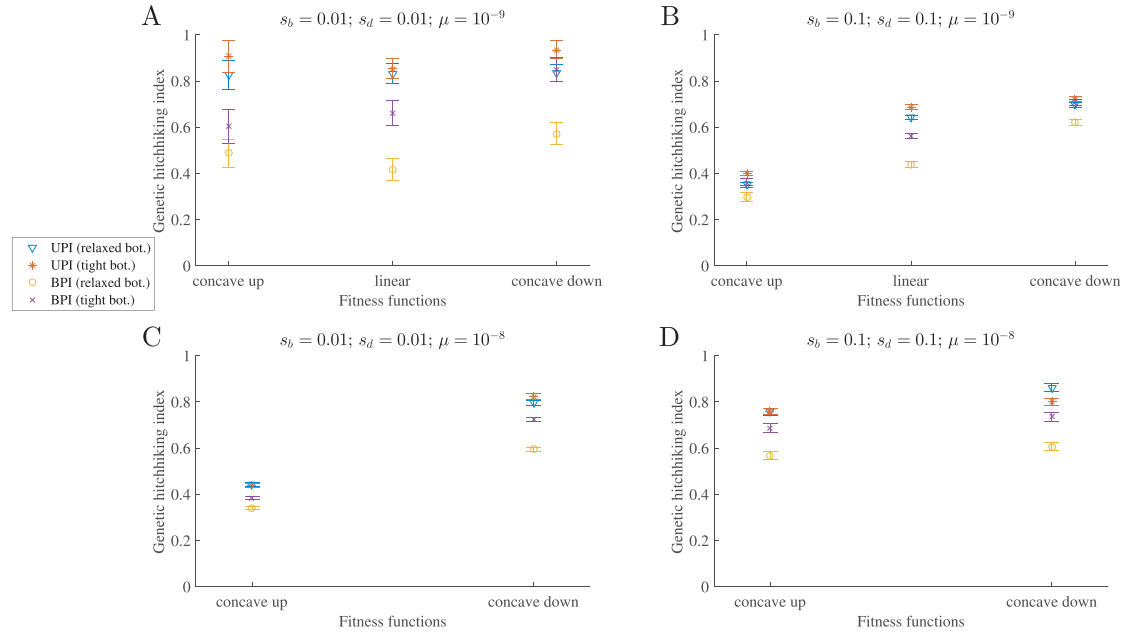 A
s_b = 0.01; s_d = 0.01; μ = 10^{-9}
Genetic hitchhiking index
1
0.8
0.6
0.4
0.2
0
concave up
linear
concave down
Fitness functions
B
s_b = 0.1; s_d = 0.1; μ = 10^{-9}
Genetic hitchhiking index
1
0.8
0.6
0.4
0.2
0
concave up
linear
concave down
Fitness functions
UPI (relaxed bot.)
UPI (tight bot.)
BPI (relaxed bot.)
BPI (tight bot.)
C
s_b = 0.01; s_d = 0.01; μ = 10^{-8}
Genetic hitchhiking index
1
0.8
0.6
0.4
0.2
0
concave up
concave down
Fitness functions
D
s_b = 0.1; s_d = 0.1; μ = 10^{-8}
Genetic hitchhiking index
1
0.8
0.6
0.4
0.2
0
concave up
concave down
Fitness functions